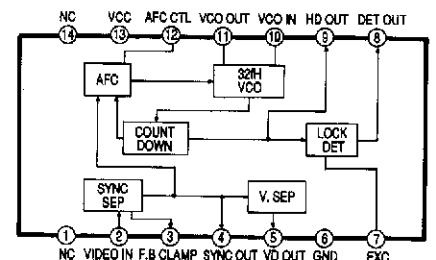 NC VCC AFC CTL VCO OUT VCO IN HD OUT DET OUT
14 13 12 11 10 9 8
AFC
32fH
VCO
COUNT
DOWN
LOCK
DET
SYNC
SEP
V. SEP
1 2 3 4 5 6 7
NC VIDEO IN F.B CLAMP SYNC OUT VD OUT GND EXC